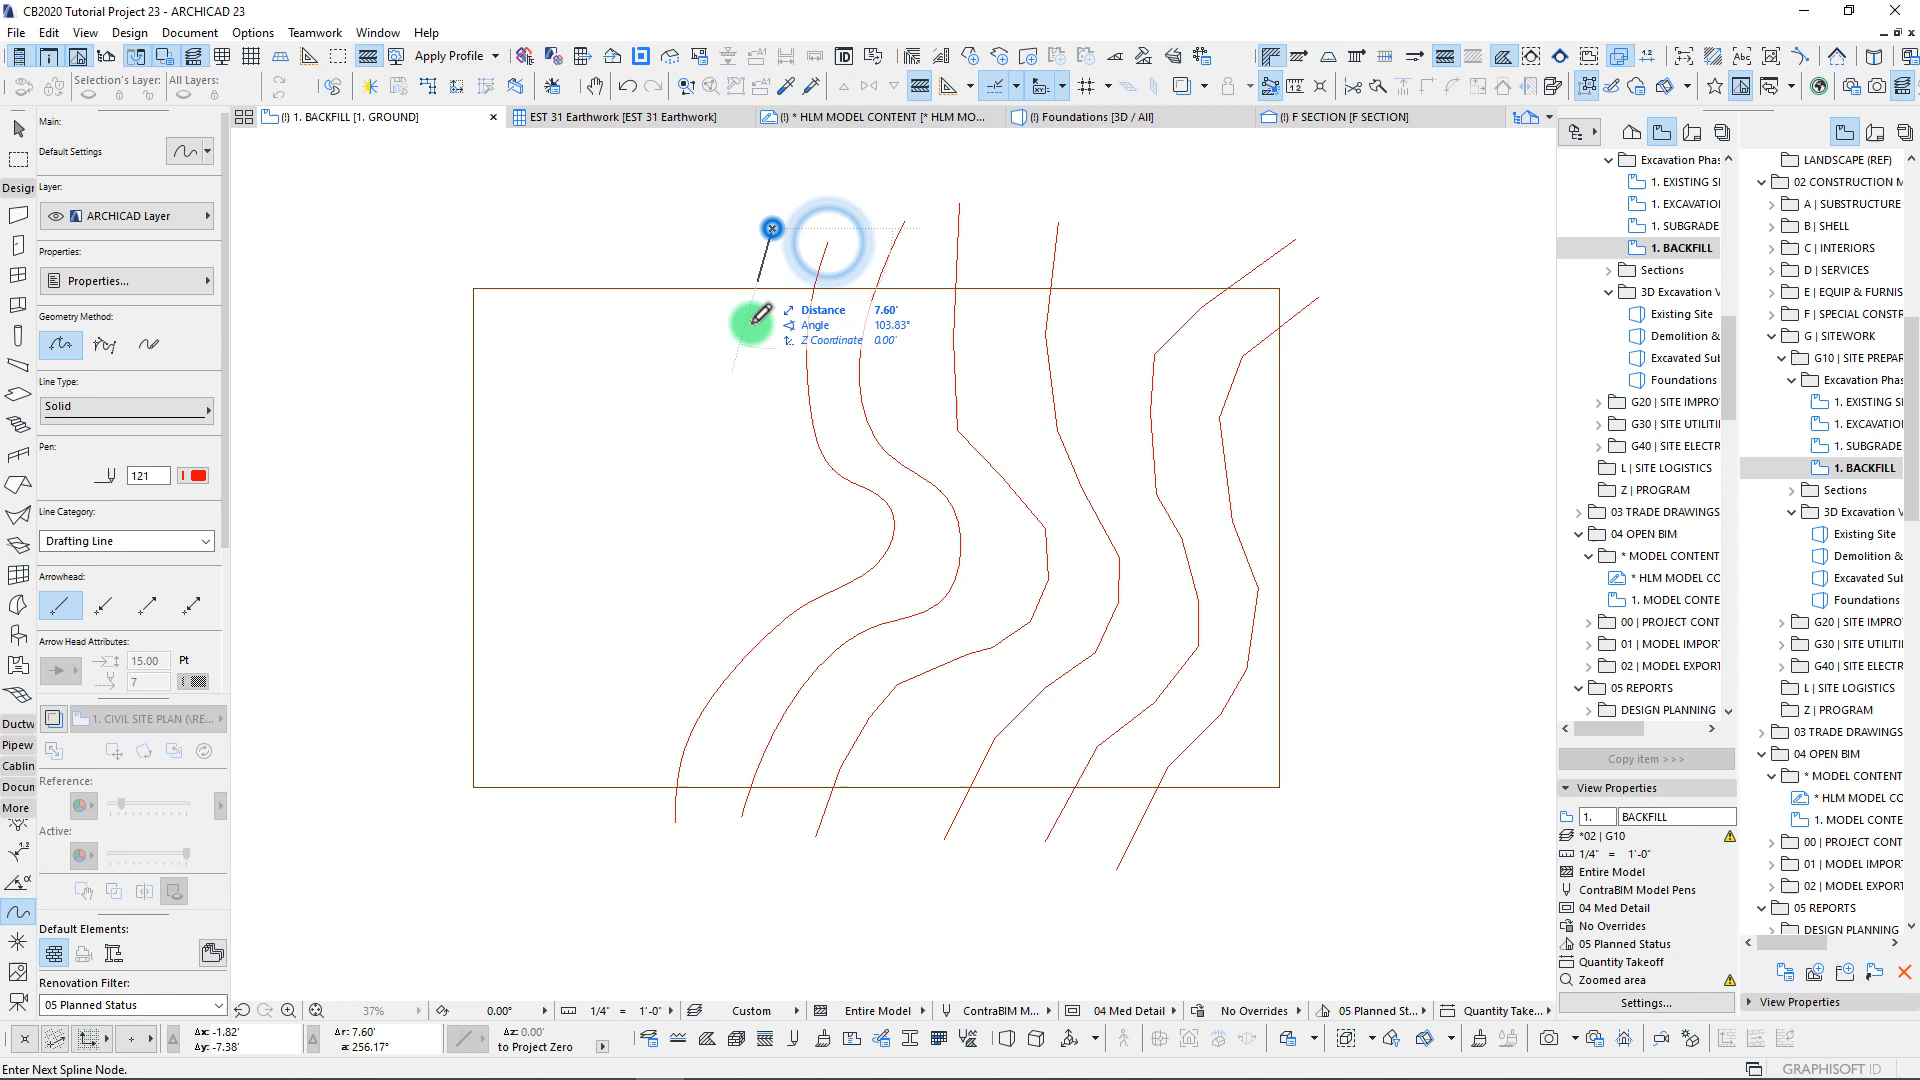 CB2020 Tutorial Project 23 - ARCHICAD 23
File Edit View Design Document Options Teamwork Window Help
Apply Profile
Selection's Layer: All Layers:
(!) 1. BACKFILL [1. GROUND]
EST 31 Earthwork [EST 31 Earthwork]
(!) * HLM MODEL CONTENT [* HLM MO...
(!) Foundations [3D / All]
(!) F SECTION [F SECTION]
Main:
Default Settings
Layer:
ARCHICAD Layer
Properties:
Properties...
Geometry Method:
Line Type:
Solid
Pen:
121
Line Category:
Drafting Line
Arrowhead:
Arrow Head Attributes:
15.00 Pt
7
1. CIVIL SITE PLAN (\RE...
Reference:
Active:
Default Elements:
Renovation Filter:
05 Planned Status
Design
Ductw
Pipew
Cablin
Docun
More
Distance 7.60'
Angle 103.83°
Z Coordinate 0.00'
Excavation Phas
1. EXISTING SI
1. EXCAVATIO
1. SUBGRADE
1. BACKFILL
Sections
3D Excavation V
Existing Site
Demolition &
Excavated Sul
Foundations
G20 | SITE IMPRO
G30 | SITE UTILITI
G40 | SITE ELECTR
L | SITE LOGISTICS
Z | PROGRAM
03 TRADE DRAWINGS
04 OPEN BIM
* MODEL CONTENT
* HLM MODEL CO
1. MODEL CONTE
00 | PROJECT CONT
01 | MODEL IMPORT
02 | MODEL EXPORT
05 REPORTS
DESIGN PLANNING
Copy item >>>
View Properties
1. BACKFILL
*02 | G10
1/4" = 1'-0"
Entire Model
ContraBIM Model Pens
04 Med Detail
No Overrides
05 Planned Status
Quantity Takeoff
Zoomed area
Settings...
LANDSCAPE (REF)
02 CONSTRUCTION M
A | SUBSTRUCTURE
B | SHELL
C | INTERIORS
D | SERVICES
E | EQUIP & FURNIS
F | SPECIAL CONSTR
G | SITEWORK
G10 | SITE PREPAR
Excavation Phas
1. EXISTING SI
1. EXCAVATIO
1. SUBGRADE
1. BACKFILL
Sections
3D Excavation V
Existing Site
Demolition &
Excavated Sul
Foundations
G20 | SITE IMPRO
G30 | SITE UTILITI
G40 | SITE ELECTR
L | SITE LOGISTICS
Z | PROGRAM
03 TRADE DRAWINGS
04 OPEN BIM
* MODEL CONTENT
* HLM MODEL CO
1. MODEL CONTE
00 | PROJECT CONT
01 | MODEL IMPOR
02 | MODEL EXPORT
05 REPORTS
DESIGN PLANNING
View Properties
37% 0.00° 1/4" = 1'-0" Custom Entire Model ContraBIM M... 04 Med Detail No Overrides 05 Planned St... Quantity Take...
Δx: -1.82' Δr: 7.60' Δz: 0.00'
Δy: -7.38' a: 256.17° to Project Zero
Enter Next Spline Node.
GRAPHISOFT ID